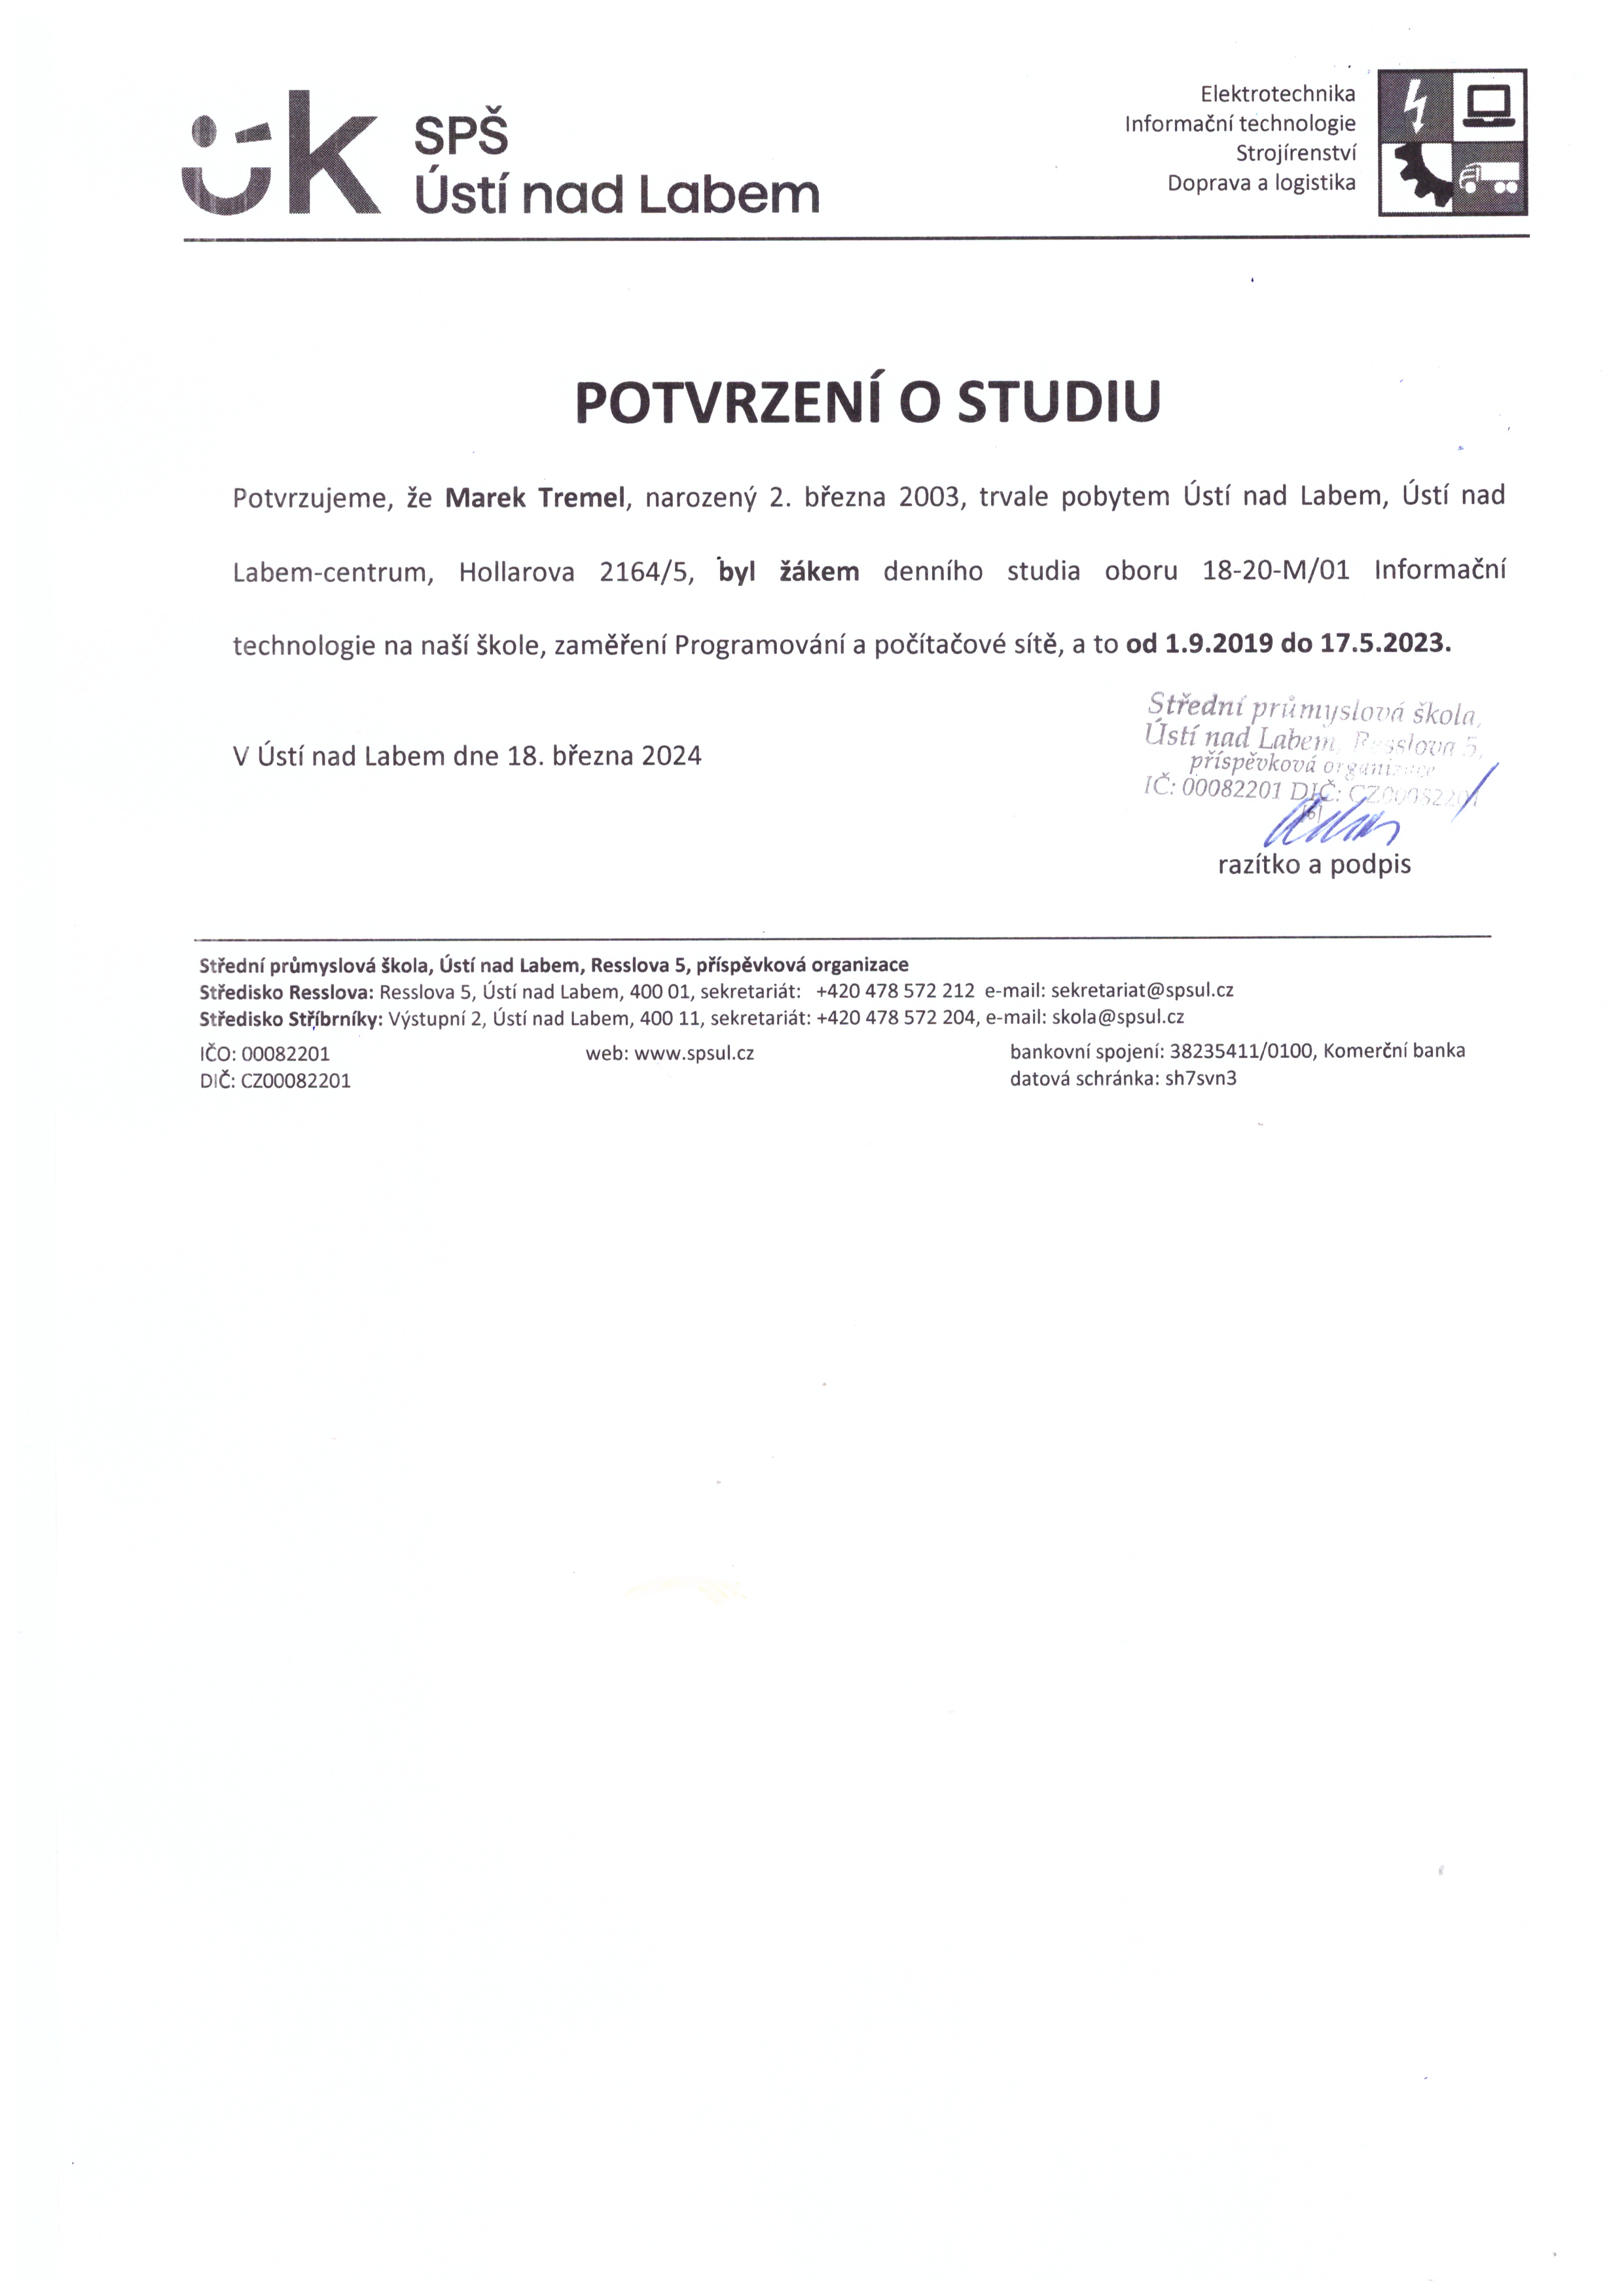 úk SPŠ
Ústí nad Labem
Elektrotechnika
Informační technologie
Strojírenství
Doprava a logistika
POTVRZENÍ O STUDIU
Potvrzujeme, že Marek Tremel, narozený 2. března 2003, trvale pobytem Ústí nad Labem, Ústí nad
Labem-centrum, Hollarova 2164/5, byl žákem denního studia oboru 18-20-M/01 Informační
technologie na naší škole, zaměření Programování a počítačové sítě, a to od 1.9.2019 do 17.5.2023.
Střední průmyslová škola,
Ústí nad Labem, Resslova 5,
příspěvková organizace
IČ: 00082201 DIČ: CZ00082201
V Ústí nad Labem dne 18. března 2024
razítko a podpis
Střední průmyslová škola, Ústí nad Labem, Resslova 5, příspěvková organizace
Středisko Resslova: Resslova 5, Ústí nad Labem, 400 01, sekretariát: +420 478 572 212 e-mail: sekretariat@spsul.cz
Středisko Stříbrníky: Výstupní 2, Ústí nad Labem, 400 11, sekretariát: +420 478 572 204, e-mail: skola@spsul.cz
IČO: 00082201 web: www.spsul.cz bankovní spojení: 38235411/0100, Komerční banka
DIČ: CZ00082201 datová schránka: sh7svn3